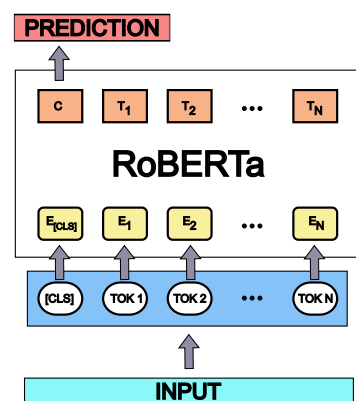 PREDICTION
C T1 T2 ... TN
RoBERTa
E[CLS] E1 E2 ... EN
[CLS] TOK 1 TOK 2 ... TOK N
INPUT